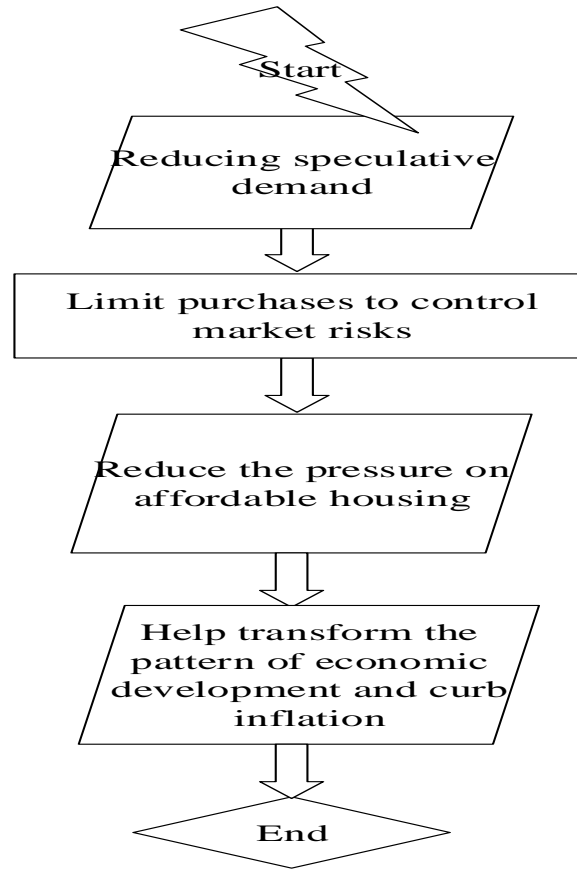 Start
Reducing speculative
demand
Limit purchases to control
market risks
Reduce the pressure on
affordable housing
Help transform the
pattern of economic
development and curb
inflation
End